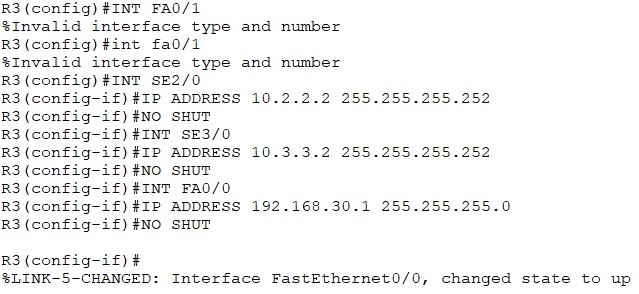 R3(config)#INT FA0/1
%Invalid interface type and number
R3(config)#int fa0/1
%Invalid interface type and number
R3(config)#INT SE2/0
R3(config-if)#IP ADDRESS 10.2.2.2 255.255.255.252
R3(config-if)#NO SHUT
R3(config-if)#INT SE3/0
R3(config-if)#IP ADDRESS 10.3.3.2 255.255.255.252
R3(config-if)#NO SHUT
R3(config-if)#INT FA0/0
R3(config-if)#IP ADDRESS 192.168.30.1 255.255.255.0
R3(config-if)#NO SHUT
R3(config-if)#
%LINK-5-CHANGED: Interface FastEthernet0/0, changed state to up